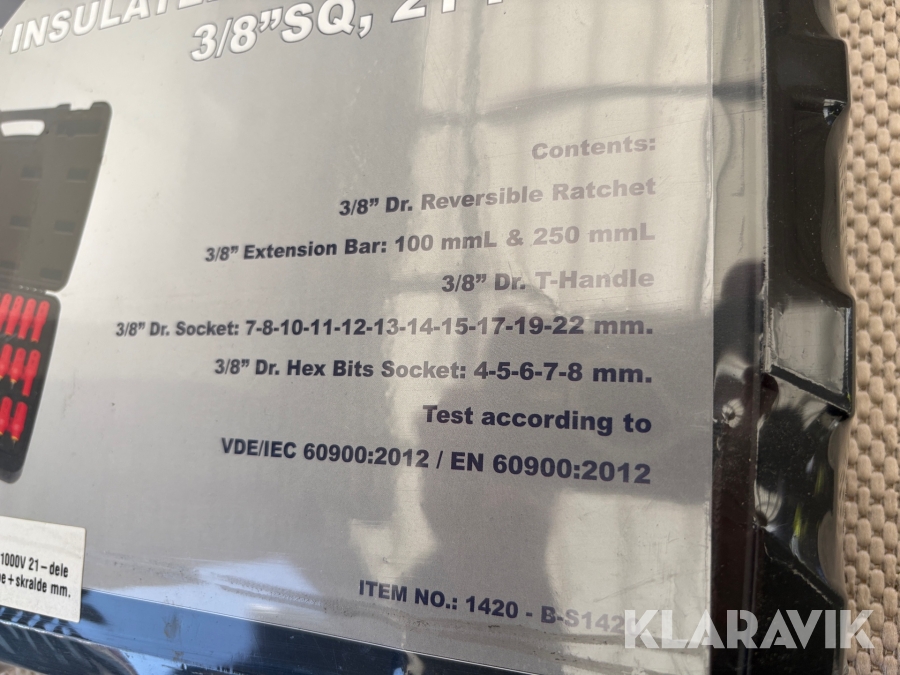 INSULATE
3/8”SQ, 21
Contents:
3/8” Dr. Reversible Ratchet
3/8” Extension Bar: 100 mmL & 250 mmL
3/8” Dr. T-Handle
3/8” Dr. Socket: 7-8-10-11-12-13-14-15-17-19-22 mm.
3/8” Dr. Hex Bits Socket: 4-5-6-7-8 mm.
Test according to
VDE/IEC 60900:2012 / EN 60900:2012
1000V 21-dele
+skralde mm.
ITEM NO.: 1420 - B-S142
KLARAVIK